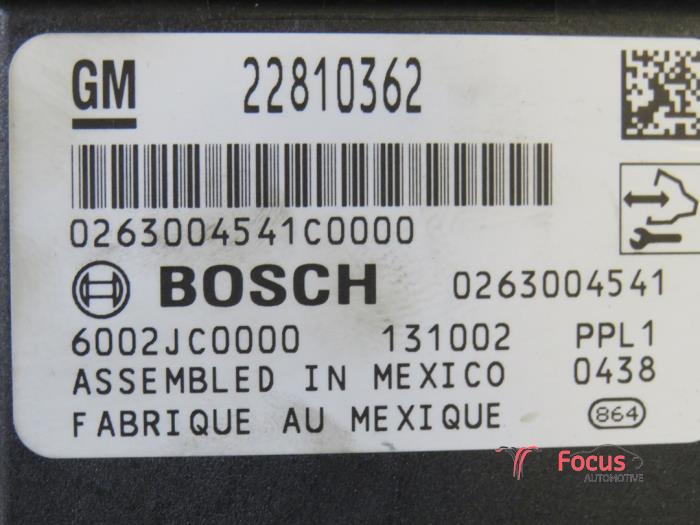 GM 22810362
0263004541C0000
BOSCH 0263004541
6002JC0000 131002 PPL1
ASSEMBLED IN MEXICO 0438
FABRIQUE AU MEXIQUE 864
Focus
AUTOMOTIVE